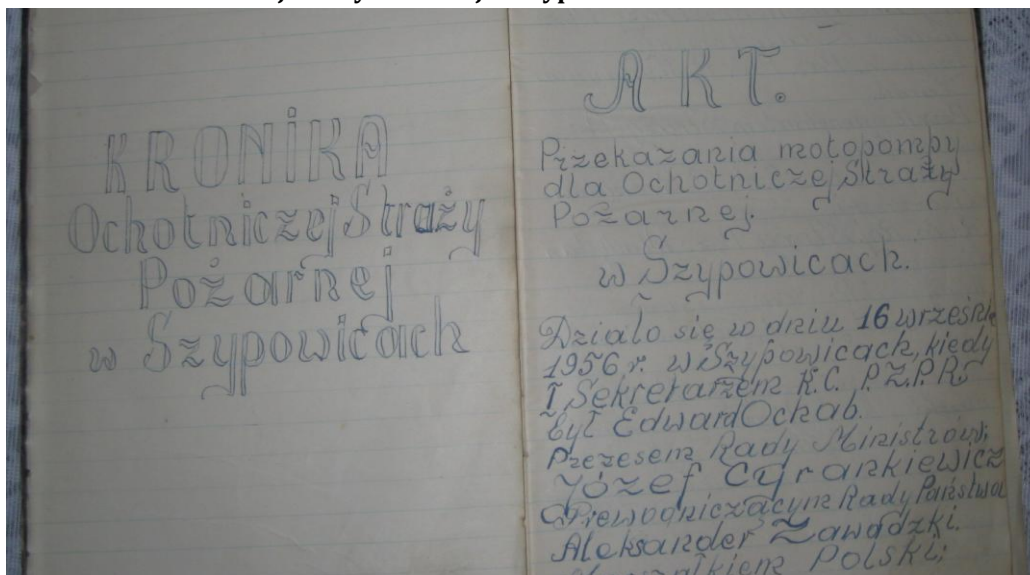 KRONIKA
Ochotniczej Straży
Pożarnej
w Szypowicach
AKT.
Przekazania motopompy
dla Ochotniczej Straży
Pożarnej.
w Szypowicach.
Działo się w dniu 16 wrześni
1956 r. w Szypowicach, kiedy
I Sekretarzem K.C. P.Z.P.R.
był Edward Ochab.
Prezesem Rady Ministrów;
Józef Cyrankiewicz
Przewodniczącym Rady Państwa
Aleksander Zawadzki.
Polski;